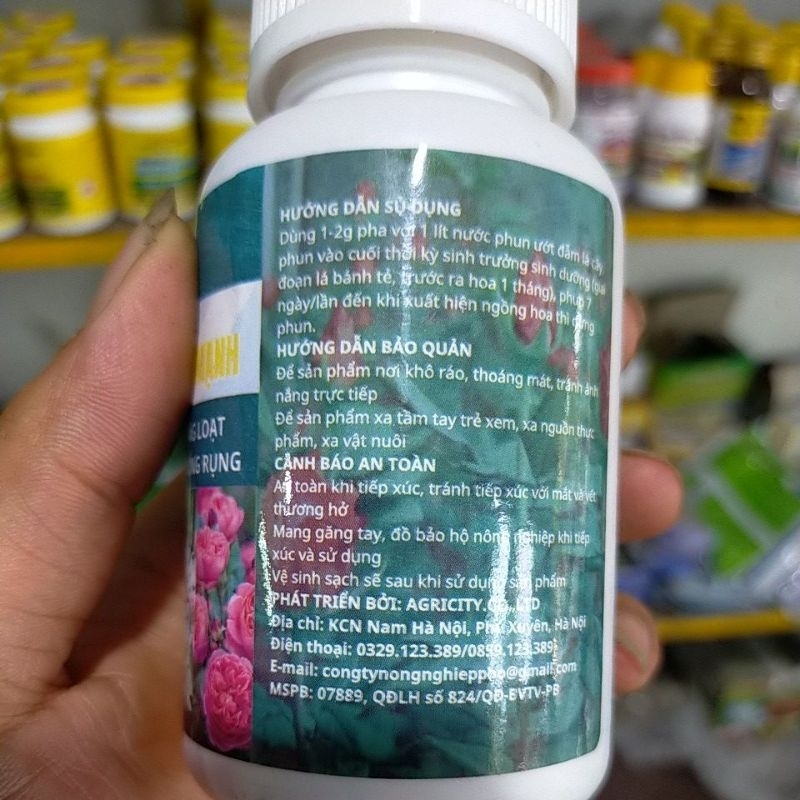 HƯỚNG DẪN SỬ DỤNG
Dùng 1-2g pha với 1 lít nước phun ướt đẫm lá cây,
phun vào cuối thời kỳ sinh trưởng sinh dưỡng (giai
đoạn lá bánh tẻ, trước ra hoa 1 tháng), phun 7
ngày/lần đến khi xuất hiện ngồng hoa thì dừng
phun.
HƯỚNG DẪN BẢO QUẢN
Để sản phẩm nơi khô ráo, thoáng mát, tránh ánh
nắng trực tiếp
Để sản phẩm xa tầm tay trẻ xem, xa nguồn thực
phẩm, xa vật nuôi
CẢNH BÁO AN TOÀN
An toàn khi tiếp xúc, tránh tiếp xúc với mắt và vết
thương hở
Mang găng tay, đồ bảo hộ nông nghiệp khi tiếp
xúc và sử dụng
Vệ sinh sạch sẽ sau khi sử dụng sản phẩm
PHÁT TRIỂN BỞI: AGRICITY.CO.,LTD
Địa chỉ: KCN Nam Hà Nội, Phú Xuyên, Hà Nội
Điện thoại: 0329.123.389/0859.123.389
E-mail: congtynongnghieppho@gmail.com
MSPB: 07889, QĐLH số 824/QĐ-BVTV-PB
MẠNH
LOẠT
RỤNG